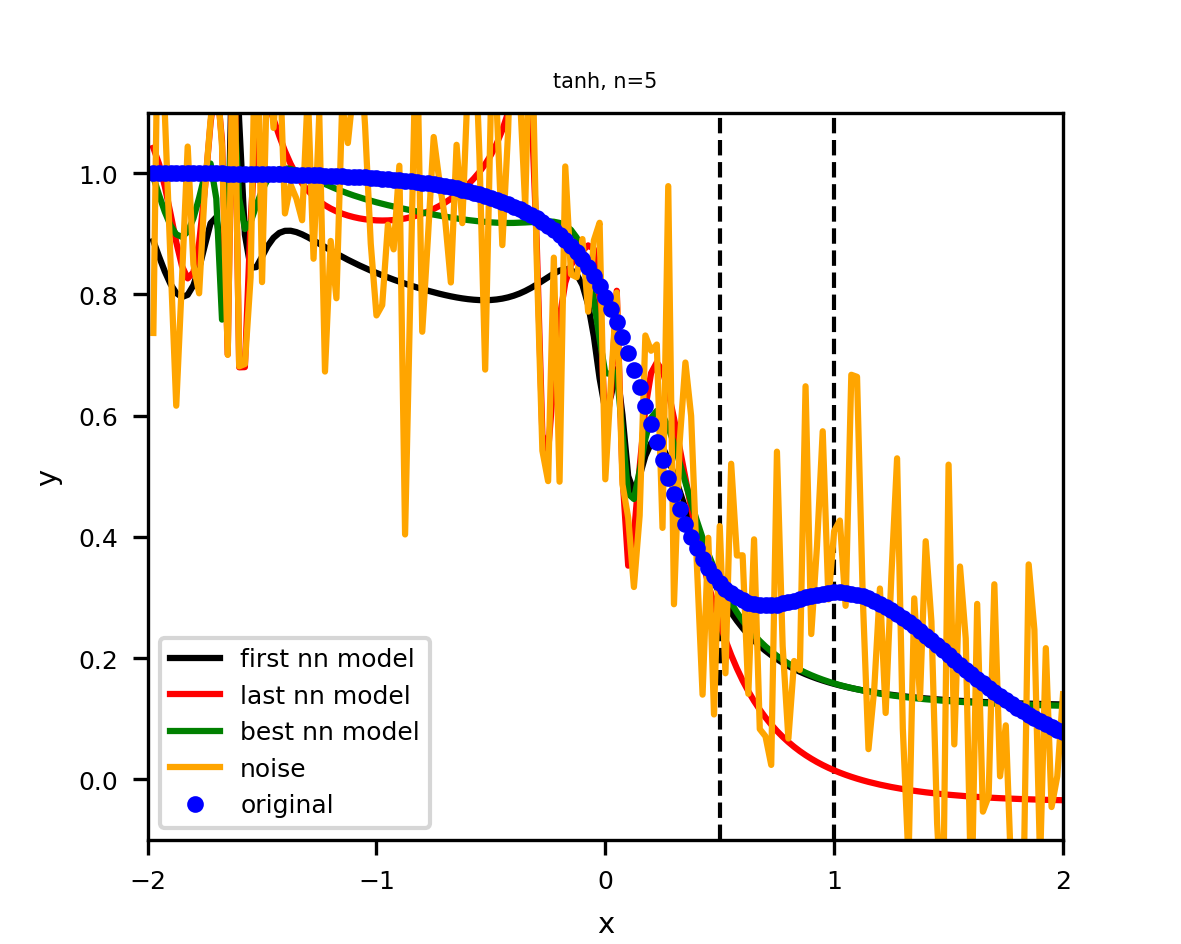 tanh, n=5
1.0
0.8
0.6
0.4
0.2
0.0
y
first nn model
last nn model
best nn model
noise
original
−2
−1
0
1
2
x